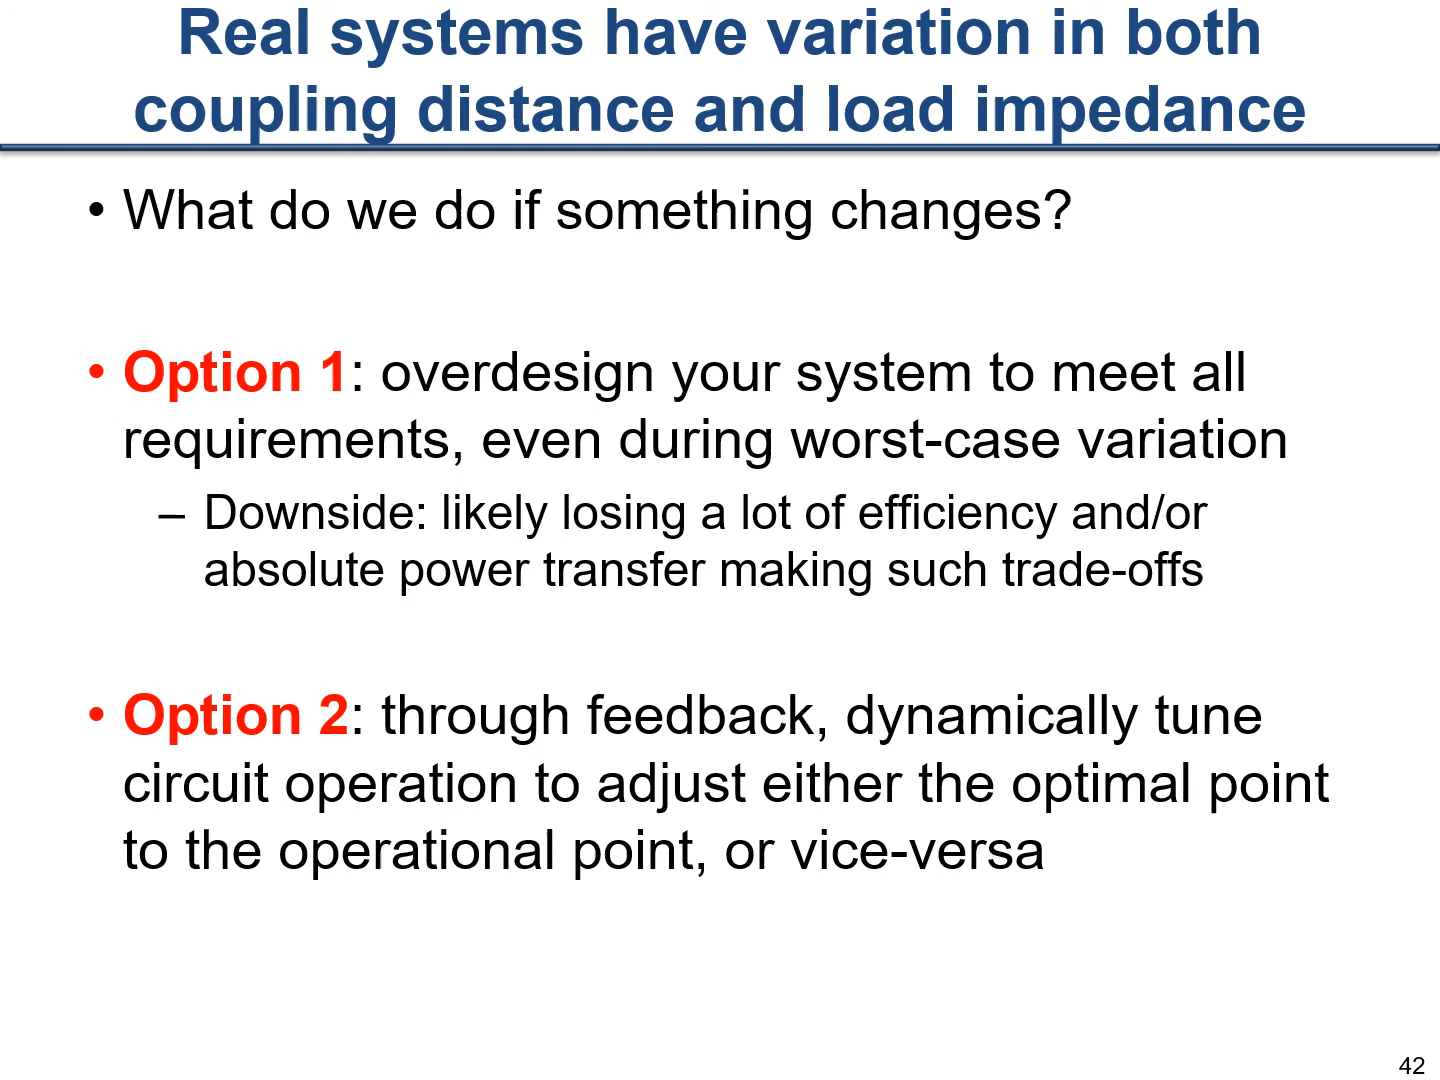 Real systems have variation in both
coupling distance and load impedance
• What do we do if something changes?
• Option 1: overdesign your system to meet all
requirements, even during worst-case variation
– Downside: likely losing a lot of efficiency and/or
absolute power transfer making such trade-offs
• Option 2: through feedback, dynamically tune
circuit operation to adjust either the optimal point
to the operational point, or vice-versa
42